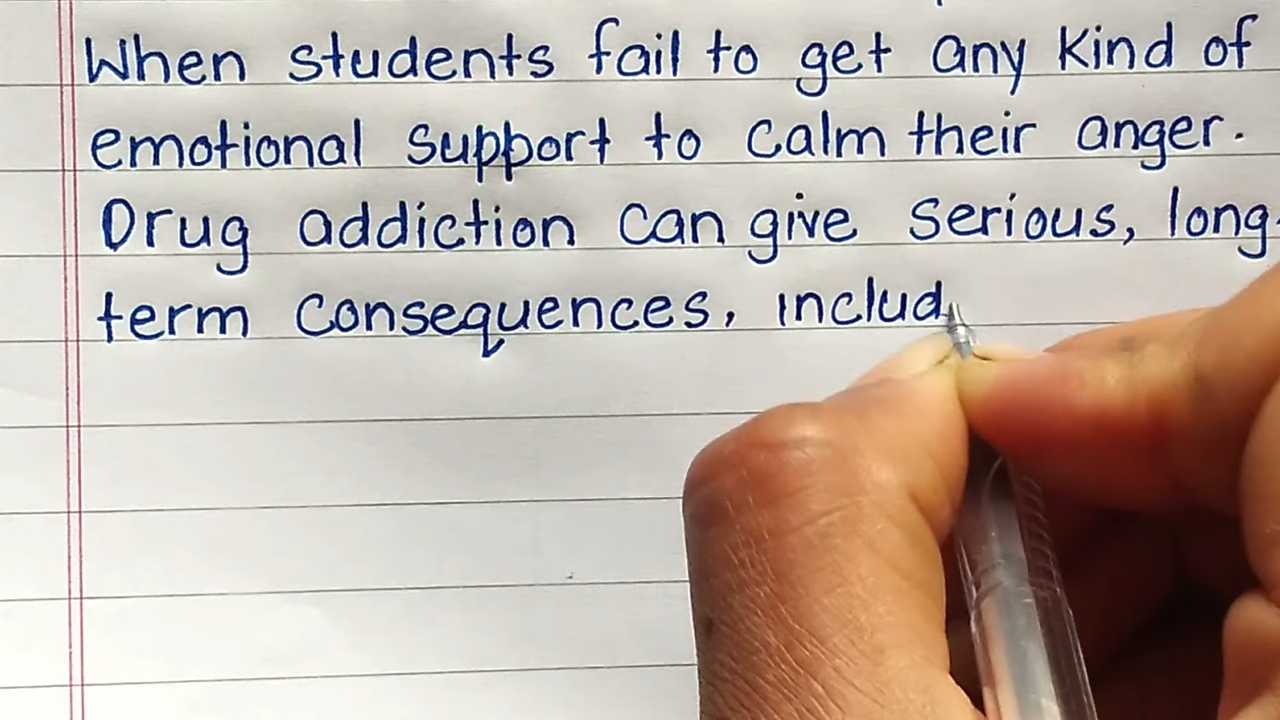 When students fail to get any kind of
emotional support to calm their anger.
Drug addiction can give serious, long-
term consequences, includ